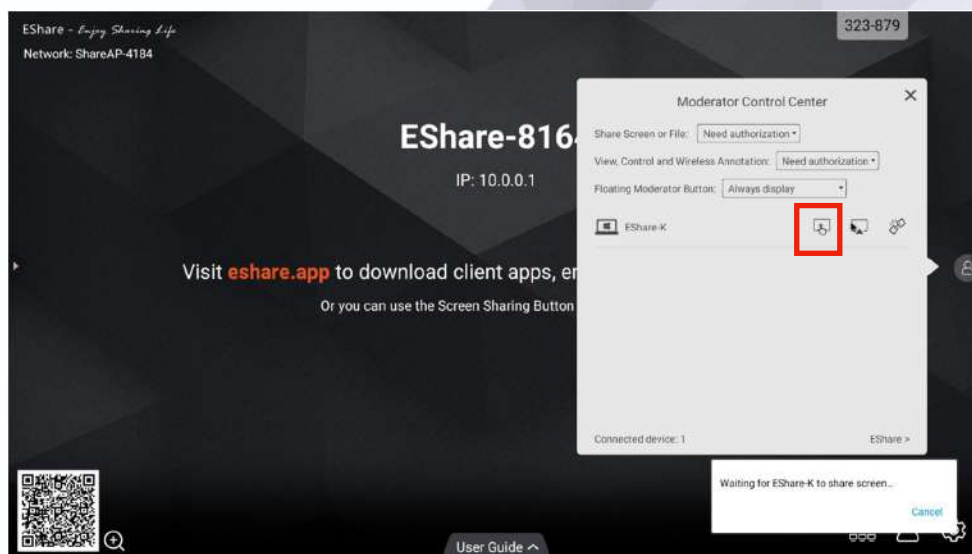 EShare - Enjoy Sharing Life
323-879
Network: ShareAP-4184
Moderator Control Center
Share Screen or File: Need authorization
View, Control and Wireless Annotation: Need authorization
Floating Moderator Button: Always display
EShare-K
EShare-816
IP: 10.0.0.1
Visit eshare.app to download client apps, en
Or you can use the Screen Sharing Button
Connected device: 1
EShare >
Waiting for EShare-K to share screen...
Cancel
User Guide